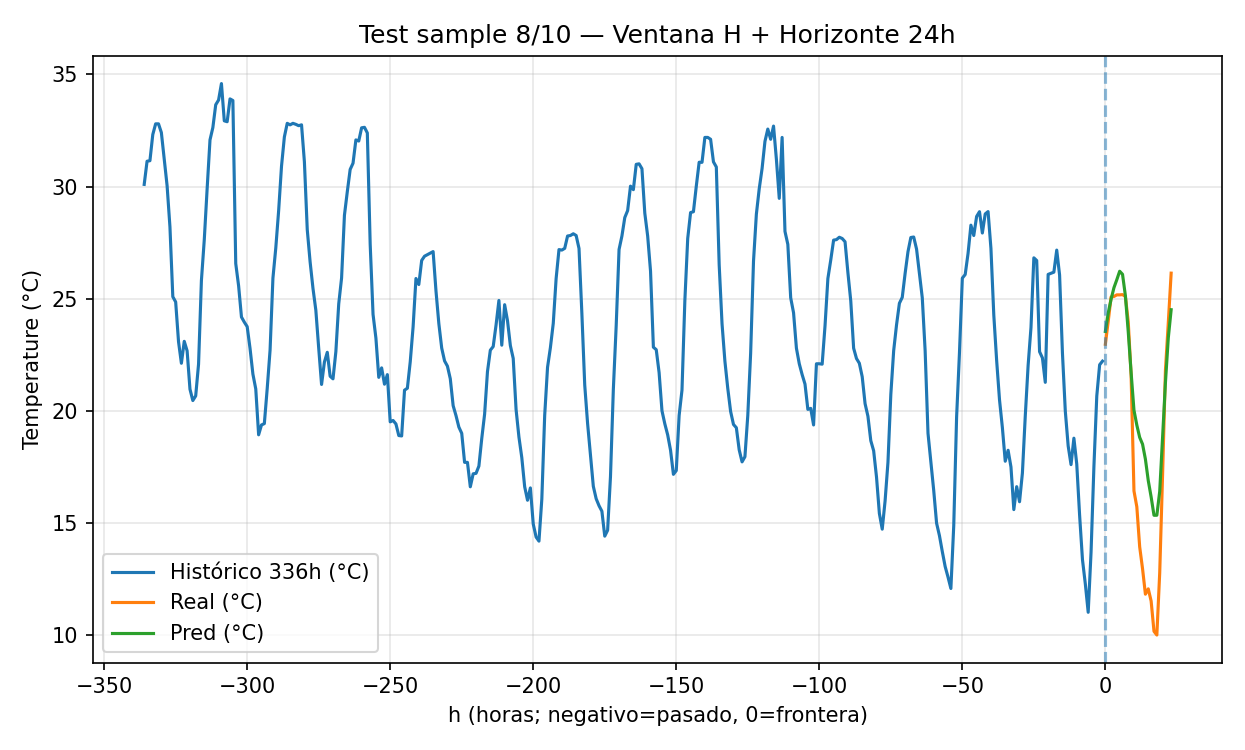 Test sample 8/10 — Ventana H + Horizonte 24h
Temperature (°C)
35
30
25
20
15
10
Histórico 336h (°C)
Real (°C)
Pred (°C)
−350
−300
−250
−200
−150
−100
−50
0
h (horas; negativo=pasado, 0=frontera)